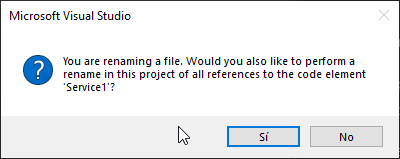 Microsoft Visual Studio
You are renaming a file. Would you also like to perform a
rename in this project of all references to the code element
'Service1'?
Sí
No